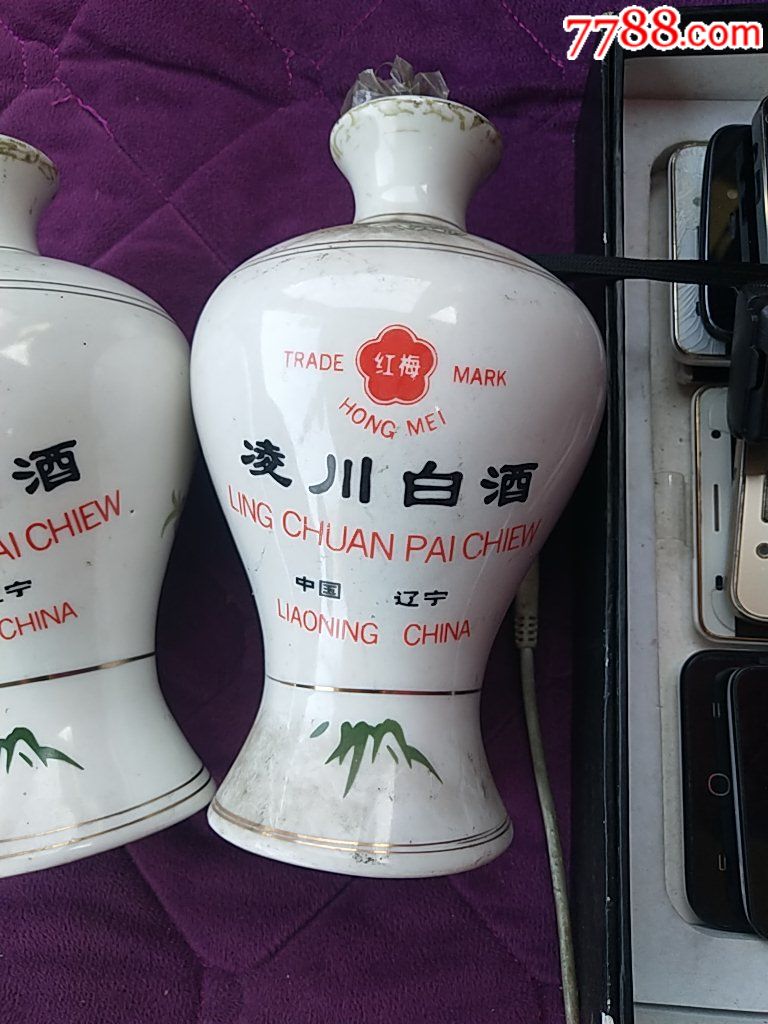 7788.com
TRADE 红梅 MARK
HONG MEI
凌川白酒
LING CHUAN PAI CHIEW
中国 辽宁
LIAONING CHINA
酒
AI CHIEW
宁
CHINA